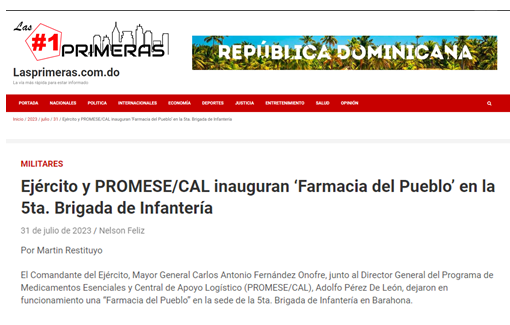 Las
#1
PRIMERAS
REPÚBLICA DOMINICANA
Lasprimeras.com.do
La vía más rápida para estar informado
PORTADA NACIONALES POLITICA INTERNACIONALES ECONOMÍA DEPORTES JUSTICIA ENTRETENIMIENTO SALUD OPINIÓN
Inicio / 2023 / julio / 31 / Ejército y PROMESE/CAL inauguran 'Farmacia del Pueblo' en la 5ta. Brigada de Infantería
MILITARES
Ejército y PROMESE/CAL inauguran ‘Farmacia del Pueblo’ en la
5ta. Brigada de Infantería
31 de julio de 2023 / Nelson Feliz
Por Martin Restituyo
El Comandante del Ejército, Mayor General Carlos Antonio Fernández Onofre, junto al Director General del Programa de
Medicamentos Esenciales y Central de Apoyo Logístico (PROMESE/CAL), Adolfo Pérez De León, dejaron en
funcionamiento una “Farmacia del Pueblo” en la sede de la 5ta. Brigada de Infantería en Barahona.